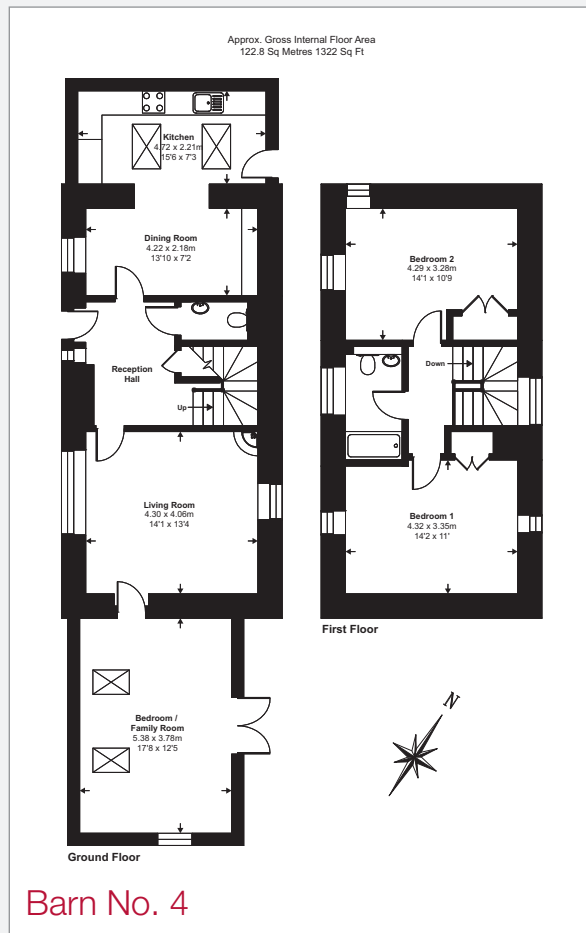 Approx. Gross Internal Floor Area
122.8 Sq Metres 1322 Sq Ft
Kitchen
4.72 x 2.21m
15'6 x 7'3
Dining Room
4.22 x 2.18m
13'10 x 7'2
Reception
Hall
Up
Living Room
4.30 x 4.06m
14'1 x 13'4
Bedroom /
Family Room
5.38 x 3.78m
17'8 x 12'5
Ground Floor
Bedroom 2
4.29 x 3.28m
14'1 x 10'9
Down
Bedroom 1
4.32 x 3.35m
14'2 x 11'
First Floor
N
Barn No. 4